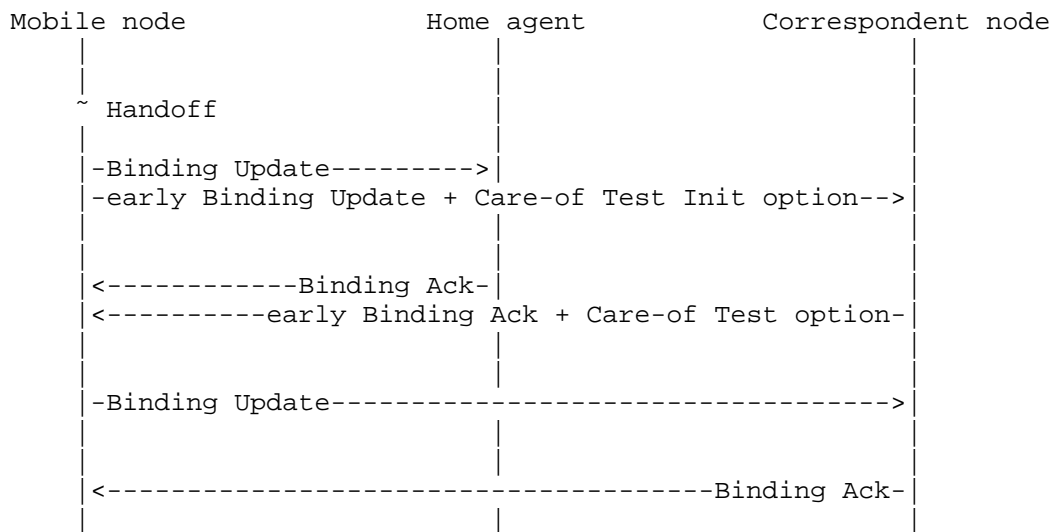 Mobile node Home agent Correspondent node
~ Handoff
-Binding Update--------->
-early Binding Update + Care-of Test Init option-->
<------------Binding Ack-
<----------early Binding Ack + Care-of Test option-
-Binding Update----------------------------------->
<--------------------------------------Binding Ack-